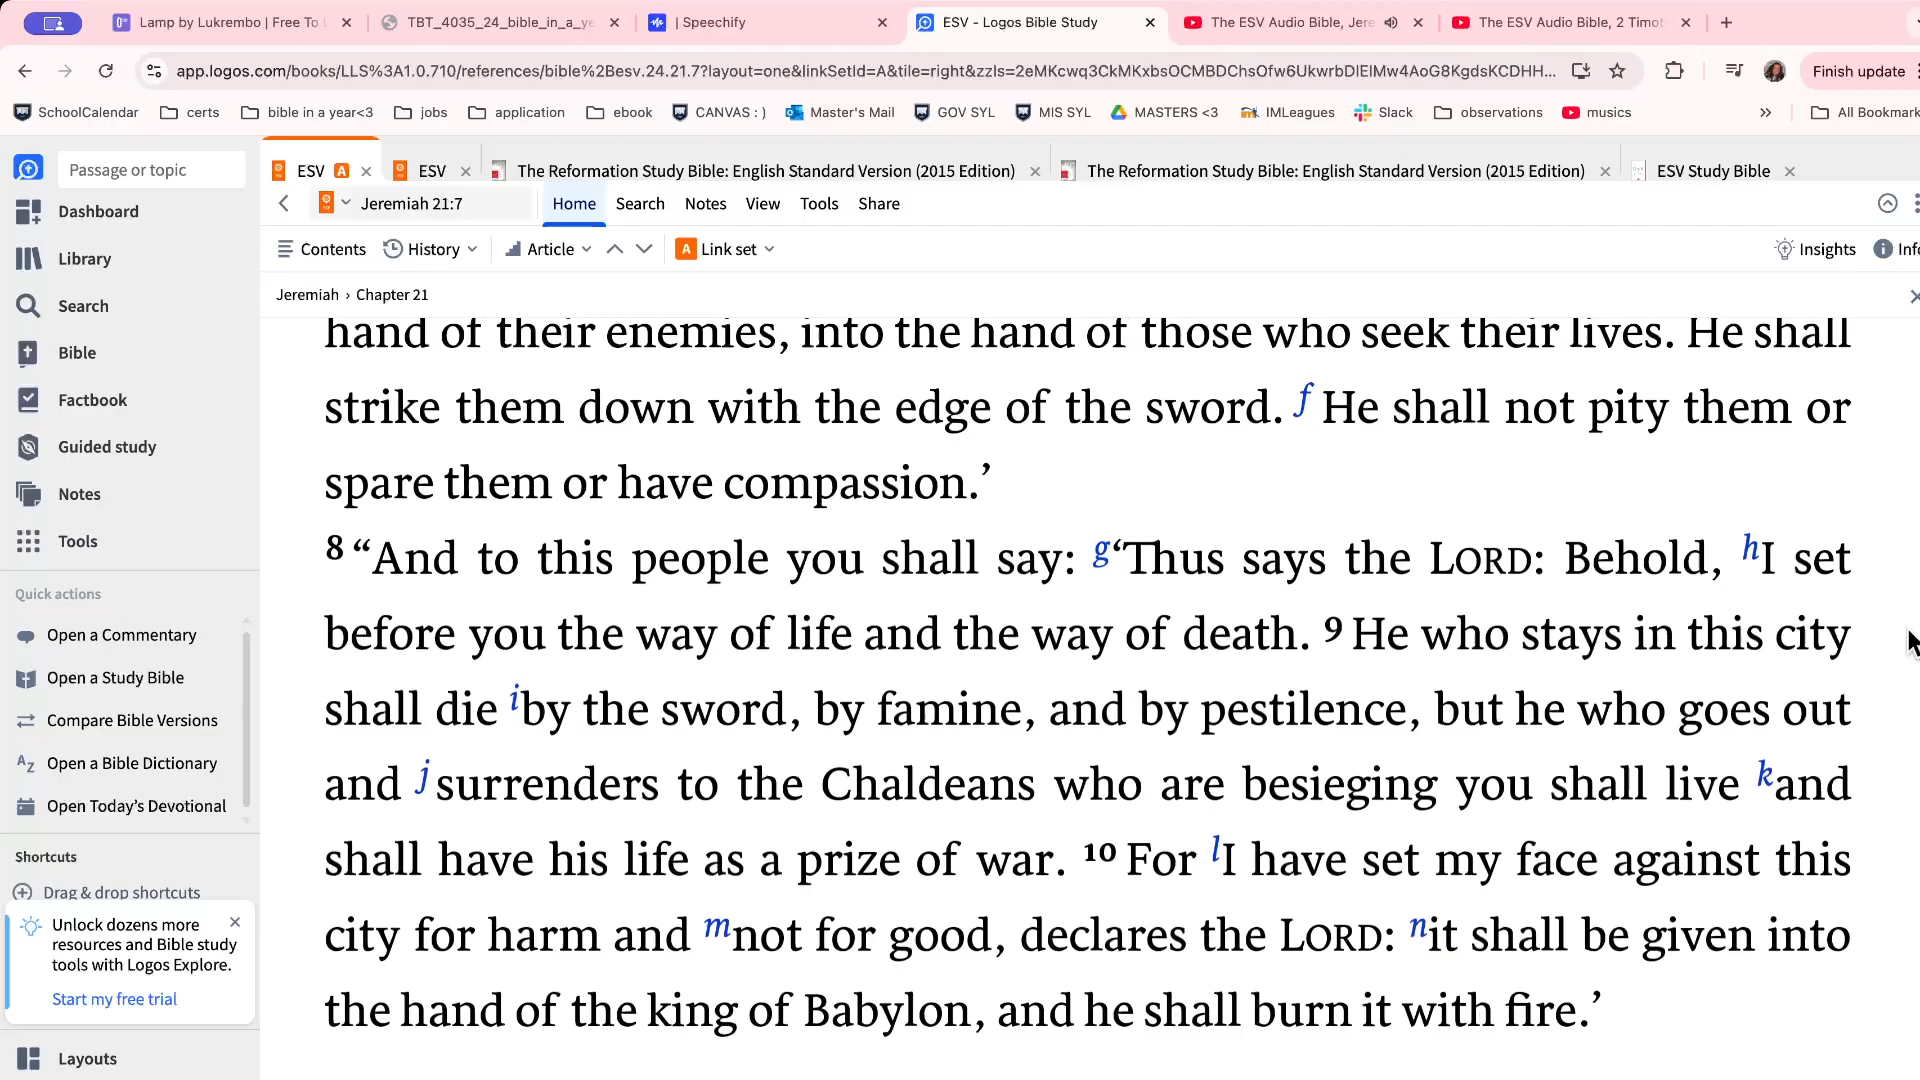 Lamp by Lukrembo | Free To
TBT_4035_24_bible_in_a_ye
| Speechify
ESV - Logos Bible Study
The ESV Audio Bible, Jere
The ESV Audio Bible, 2 Timot
app.logos.com/books/LLS%3A1.0.710/references/bible%2Besv.24.21.7?layout=one&linkSetId=A&tile=right&zzls=2eMKcwq3CkMKxbsOCMBDChsOfw6UkwrbDlElMw4AoG8KgdsKCDHH...
Finish update
SchoolCalendar
certs
bible in a year<3
jobs
application
ebook
CANVAS : )
Master's Mail
GOV SYL
MIS SYL
MASTERS <3
IMLeagues
Slack
observations
musics
»
All Bookmark
Passage or topic
ESV A
ESV
The Reformation Study Bible: English Standard Version (2015 Edition)
The Reformation Study Bible: English Standard Version (2015 Edition)
ESV Study Bible
Jeremiah 21:7
Home
Search
Notes
View
Tools
Share
Contents
History
Article
A Link set
Insights
Info
Jeremiah › Chapter 21
Dashboard
Library
Search
Bible
Factbook
Guided study
Notes
Tools
Quick actions
Open a Commentary
Open a Study Bible
Compare Bible Versions
Open a Bible Dictionary
Open Today’s Devotional
Shortcuts
Drag & drop shortcuts
Unlock dozens more
resources and Bible study
tools with Logos Explore.
Start my free trial
Layouts
hand of their enemies, into the hand of those who seek their lives. He shall
strike them down with the edge of the sword. f He shall not pity them or
spare them or have compassion.’
8 “And to this people you shall say: g‘Thus says the LORD: Behold, hI set
before you the way of life and the way of death. 9 He who stays in this city
shall die iby the sword, by famine, and by pestilence, but he who goes out
and jsurrenders to the Chaldeans who are besieging you shall live kand
shall have his life as a prize of war. 10 For lI have set my face against this
city for harm and mnot for good, declares the LORD: nit shall be given into
the hand of the king of Babylon, and he shall burn it with fire.’